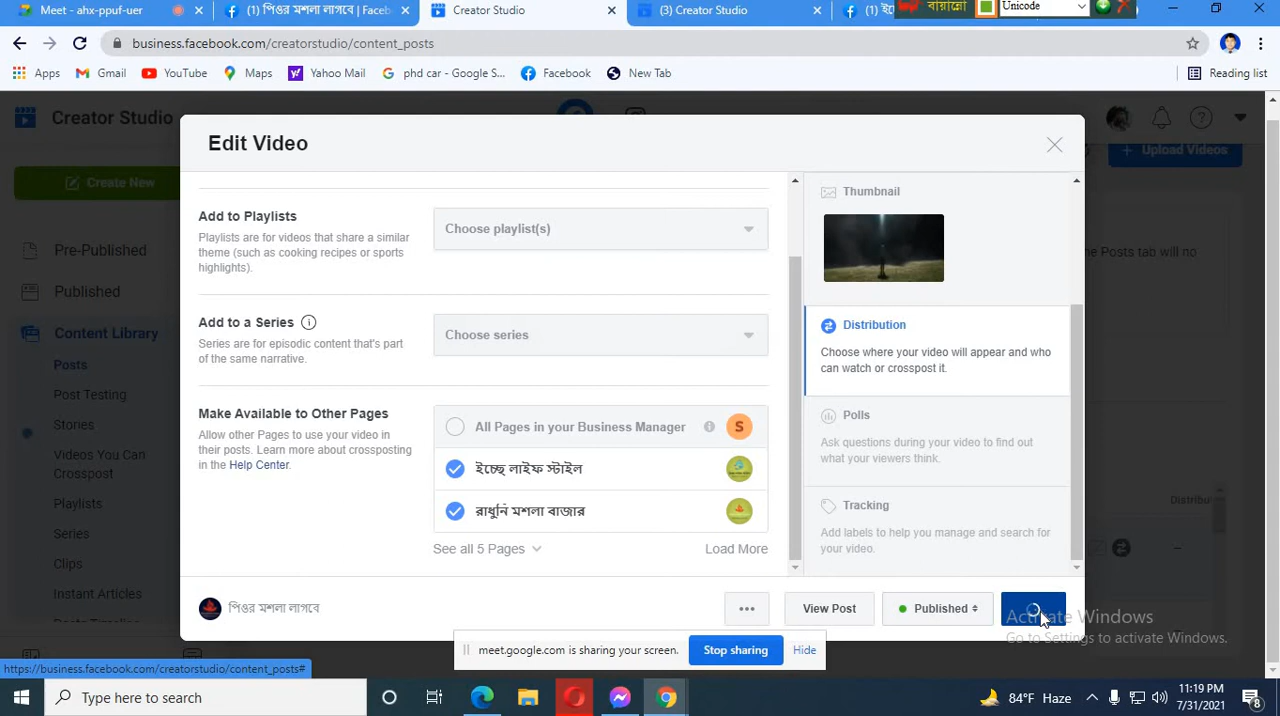 Meet - ahx-ppuf-uer
(1) পিওর মশলা লাগবে | Faceb
Creator Studio
(3) Creator Studio
Unicode
business.facebook.com/creatorstudio/content_posts
Apps
Gmail
YouTube
Maps
Yahoo Mail
phd car - Google S...
Facebook
New Tab
Reading list
Creator Studio
Edit Video
Upload Videos
Create New
Add to Playlists
Playlists are for videos that share a similar
theme (such as cooking recipes or sports
highlights).
Choose playlist(s)
Thumbnail
Pre-Published
Published
Content Library
Posts
Post Testing
Stories
Videos You Can
Crosspost
Playlists
Series
Clips
Instant Articles
Add to a Series
Series are for episodic content that's part
of the same narrative.
Choose series
Distribution
Choose where your video will appear and who
can watch or crosspost it.
Make Available to Other Pages
Allow other Pages to use your video in
their posts. Learn more about crossposting
in the Help Center.
All Pages in your Business Manager
S
ইচ্ছে লাইফ স্টাইল
রাধুনি মশলা বাজার
See all 5 Pages
Load More
Polls
Ask questions during your video to find out
what your viewers think.
Tracking
Add labels to help you manage and search for
your video.
the Posts tab will no
Distribu
পিওর মশলা লাগবে
View Post
Published
Activate Windows
Go to Settings to activate Windows.
meet.google.com is sharing your screen.
Stop sharing
Hide
https://business.facebook.com/creatorstudio/content_posts#
Type here to search
84°F Haze
11:19 PM
7/31/2021
8